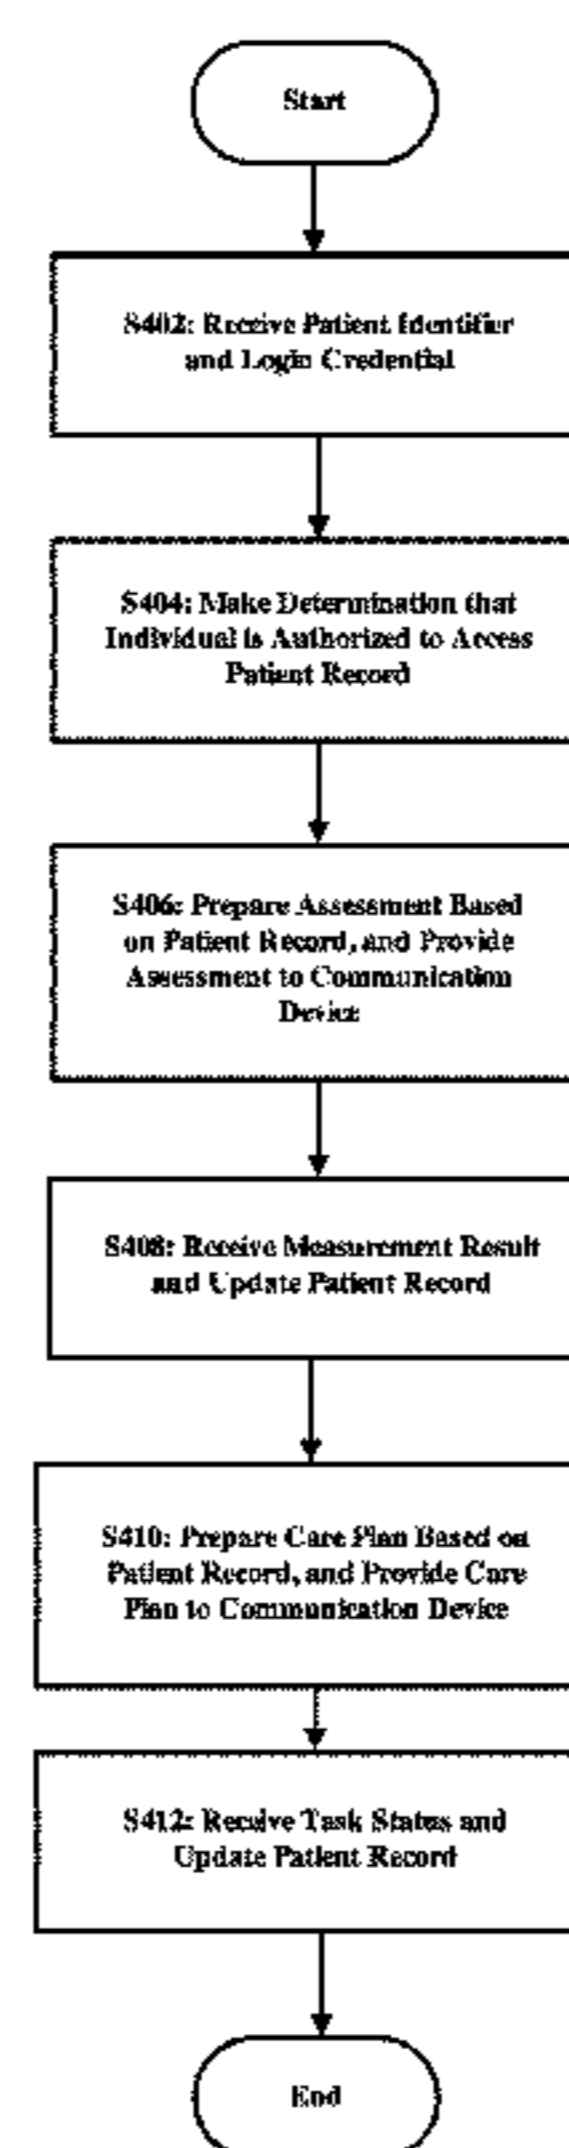 Start
S402: Receive Patient Identifier
and Login Credential
S404: Make Determination that
Individual is Authorized to Access
Patient Record
S406: Prepare Assessment Based
on Patient Record, and Provide
Assessment to Communication
Device
S408: Receive Measurement Result
and Update Patient Record
S410: Prepare Care Plan Based on
Patient Record, and Provide Care
Plan to Communication Device
S412: Receive Task Status and
Update Patient Record
End